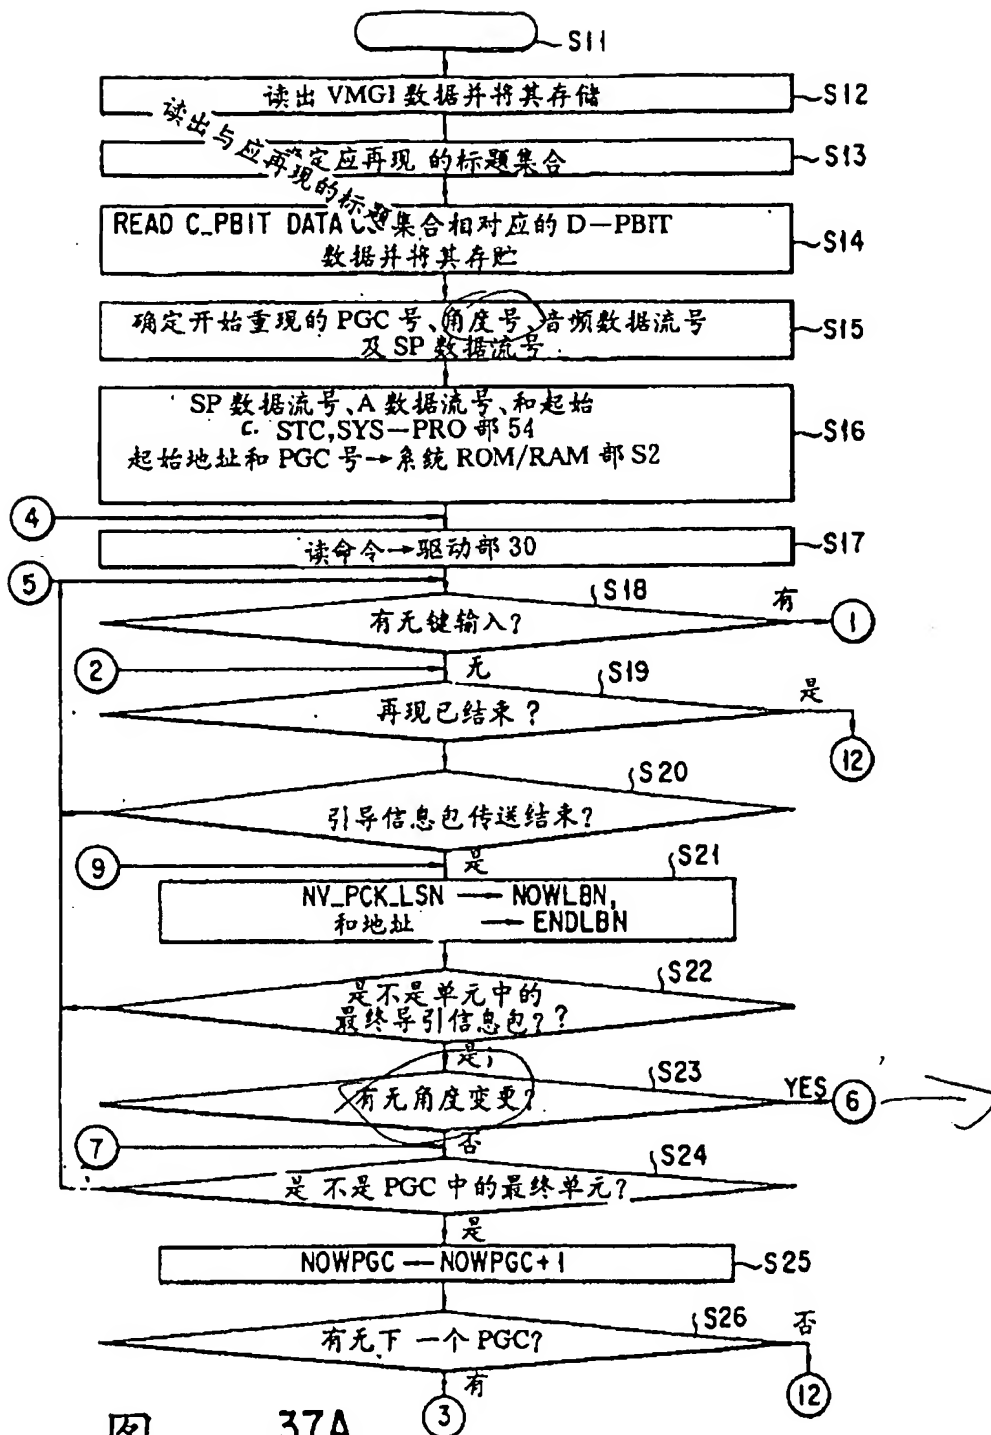 S11
读出 VMGI 数据并将其存储
S12
读出与应再现的标题
定应再现 的标题集合
S13
READ C_PBIT DATA
集合相对应的 D—PBIT
数据并将其存贮
S14
确定开始重现的 PGC 号、角度号、音频数据流号
及 SP 数据流号
S15
SP 数据流号、A 数据流号、和起始
C. STC,SYS—PRO 部 54
起始地址和 PGC 号→系统 ROM/RAM 部 S2
S16
4
读命令→驱动部 30
S17
5
S18
有无键输入?
有
1
2
无
S19
再现已结束 ?
是
12
S20
引导信息包传送结束?
9
是
S21
NV_PCK_LSN → NOWLBN,
和地址 → ENDLBN
S22
是不是单元中的
最终导引信息包??
是;
S23
有无角度变更?
YES
6
7
否
S24
是 不是 PGC 中的最终单元?
是
NOWPGC — NOWPGC+1
S25
S26
有无下 一个 PGC?
否
12
有
3
图 37A